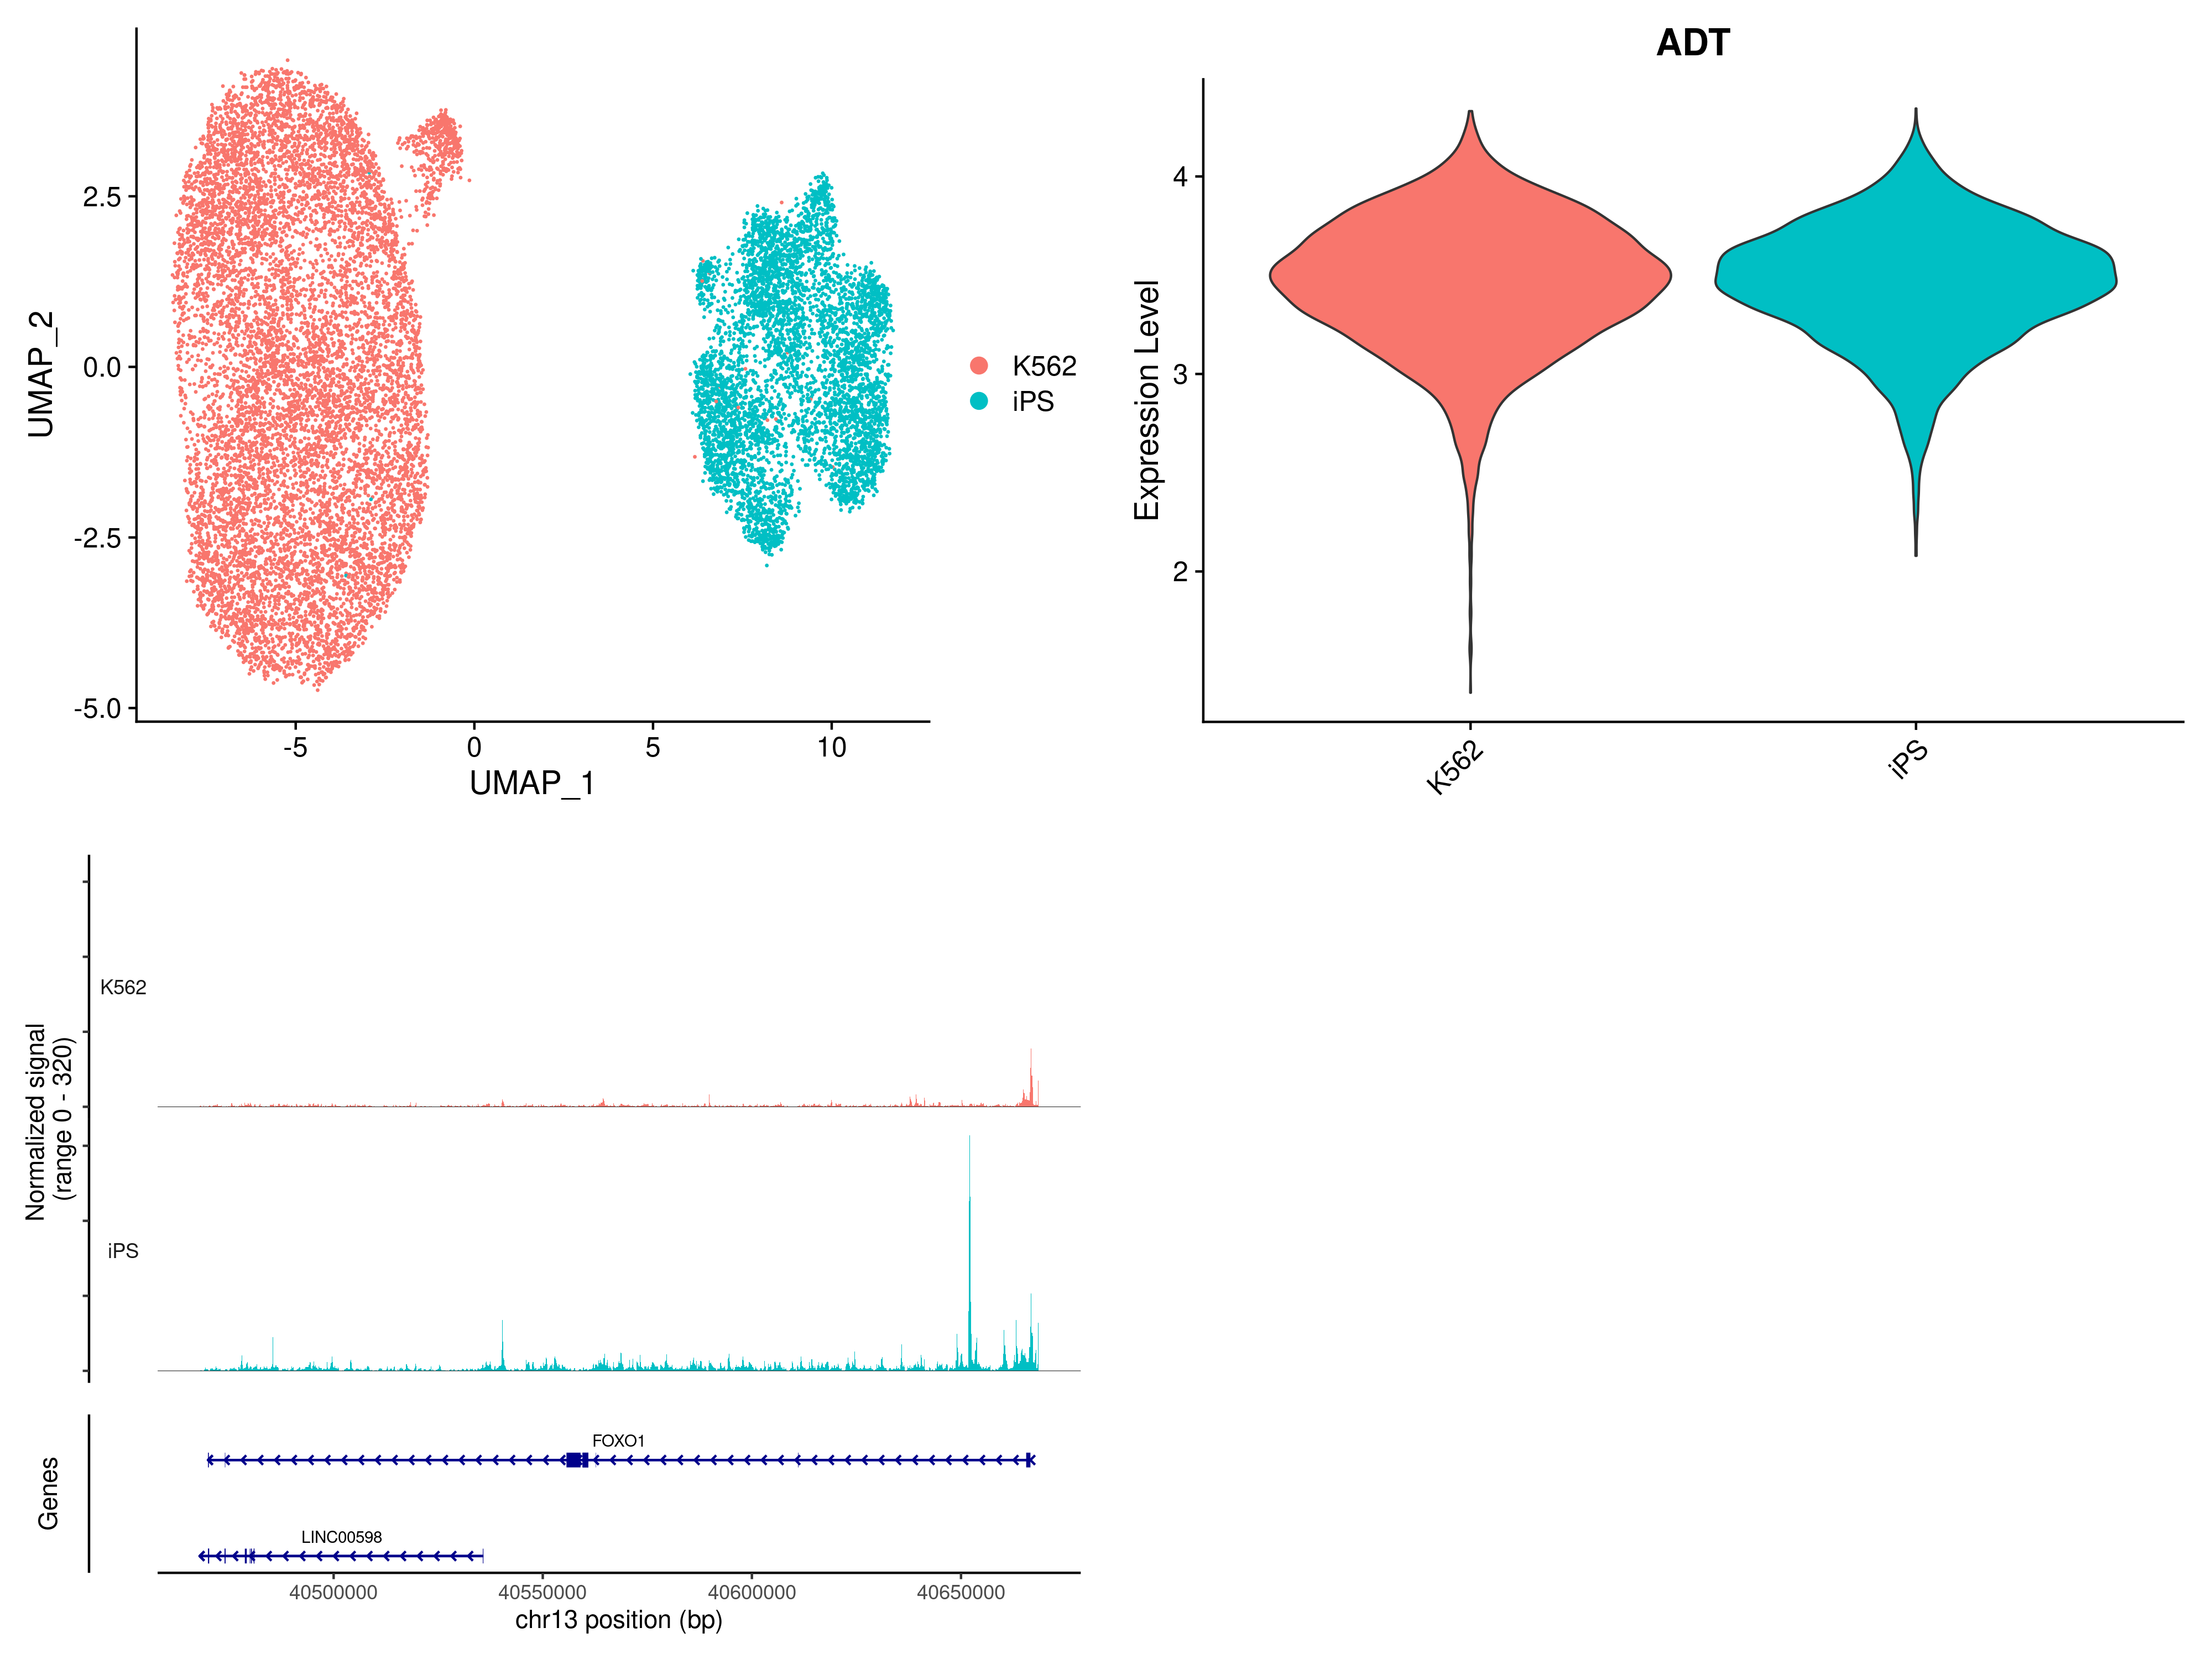 2.5
0.0
-2.5
-5.0
UMAP_2
-5
0
5
10
UMAP_1
K562
iPS
ADT
4
3
2
Expression Level
K562
iPS
Normalized signal
(range 0 - 320)
K562
iPS
Genes
FOXO1
LINC00598
40500000
40550000
40600000
40650000
chr13 position (bp)